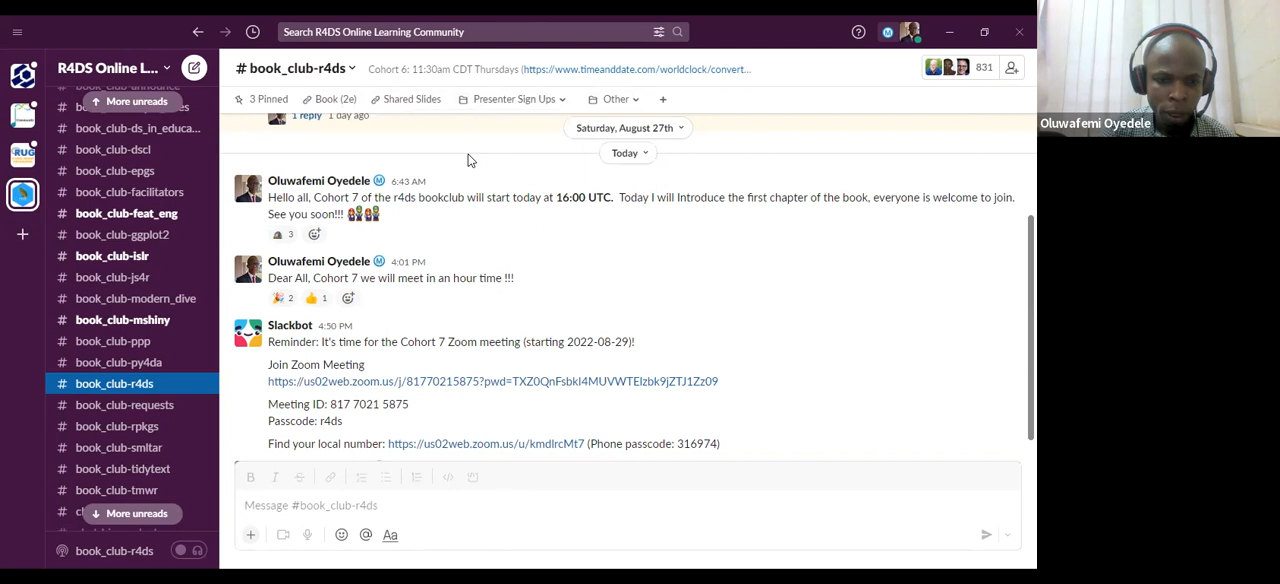 Search R4DS Online Learning Community
R4DS Online L...
#book_club-r4ds
Cohort 6: 11:30am CDT Thursdays (https://www.timeanddate.com/worldclock/convert...
831
Oluwafemi Oyedele
More unreads
3 Pinned
Book (2e)
Shared Slides
Presenter Sign Ups
Other
1 reply 1 day ago
Saturday, August 27th
Today
book_club-ds_in_educa...
book_club-dscl
book_club-epgs
book_club-facilitators
book_club-feat_eng
book_club-ggplot2
book_club-islr
book_club-js4r
book_club-modern_dive
book_club-mshiny
book_club-ppp
book_club-py4da
book_club-r4ds
book_club-requests
book_club-rpkgs
book_club-smltar
book_club-tidytext
book_club-tmwr
More unreads
book_club-r4ds
Oluwafemi Oyedele 6:43 AM
Hello all, Cohort 7 of the r4ds bookclub will start today at 16:00 UTC. Today I will Introduce the first chapter of the book, everyone is welcome to join.
See you soon!!!
3
Oluwafemi Oyedele 4:01 PM
Dear All, Cohort 7 we will meet in an hour time !!!
2 1
Slackbot 4:50 PM
Reminder: It's time for the Cohort 7 Zoom meeting (starting 2022-08-29)!
Join Zoom Meeting
https://us02web.zoom.us/j/81770215875?pwd=TXZ0QnFsbkI4MUVWTEIzbk9jZTJ1Zz09
Meeting ID: 817 7021 5875
Passcode: r4ds
Find your local number: https://us02web.zoom.us/u/kmdlrcMt7 (Phone passcode: 316974)
Message #book_club-r4ds
Aa